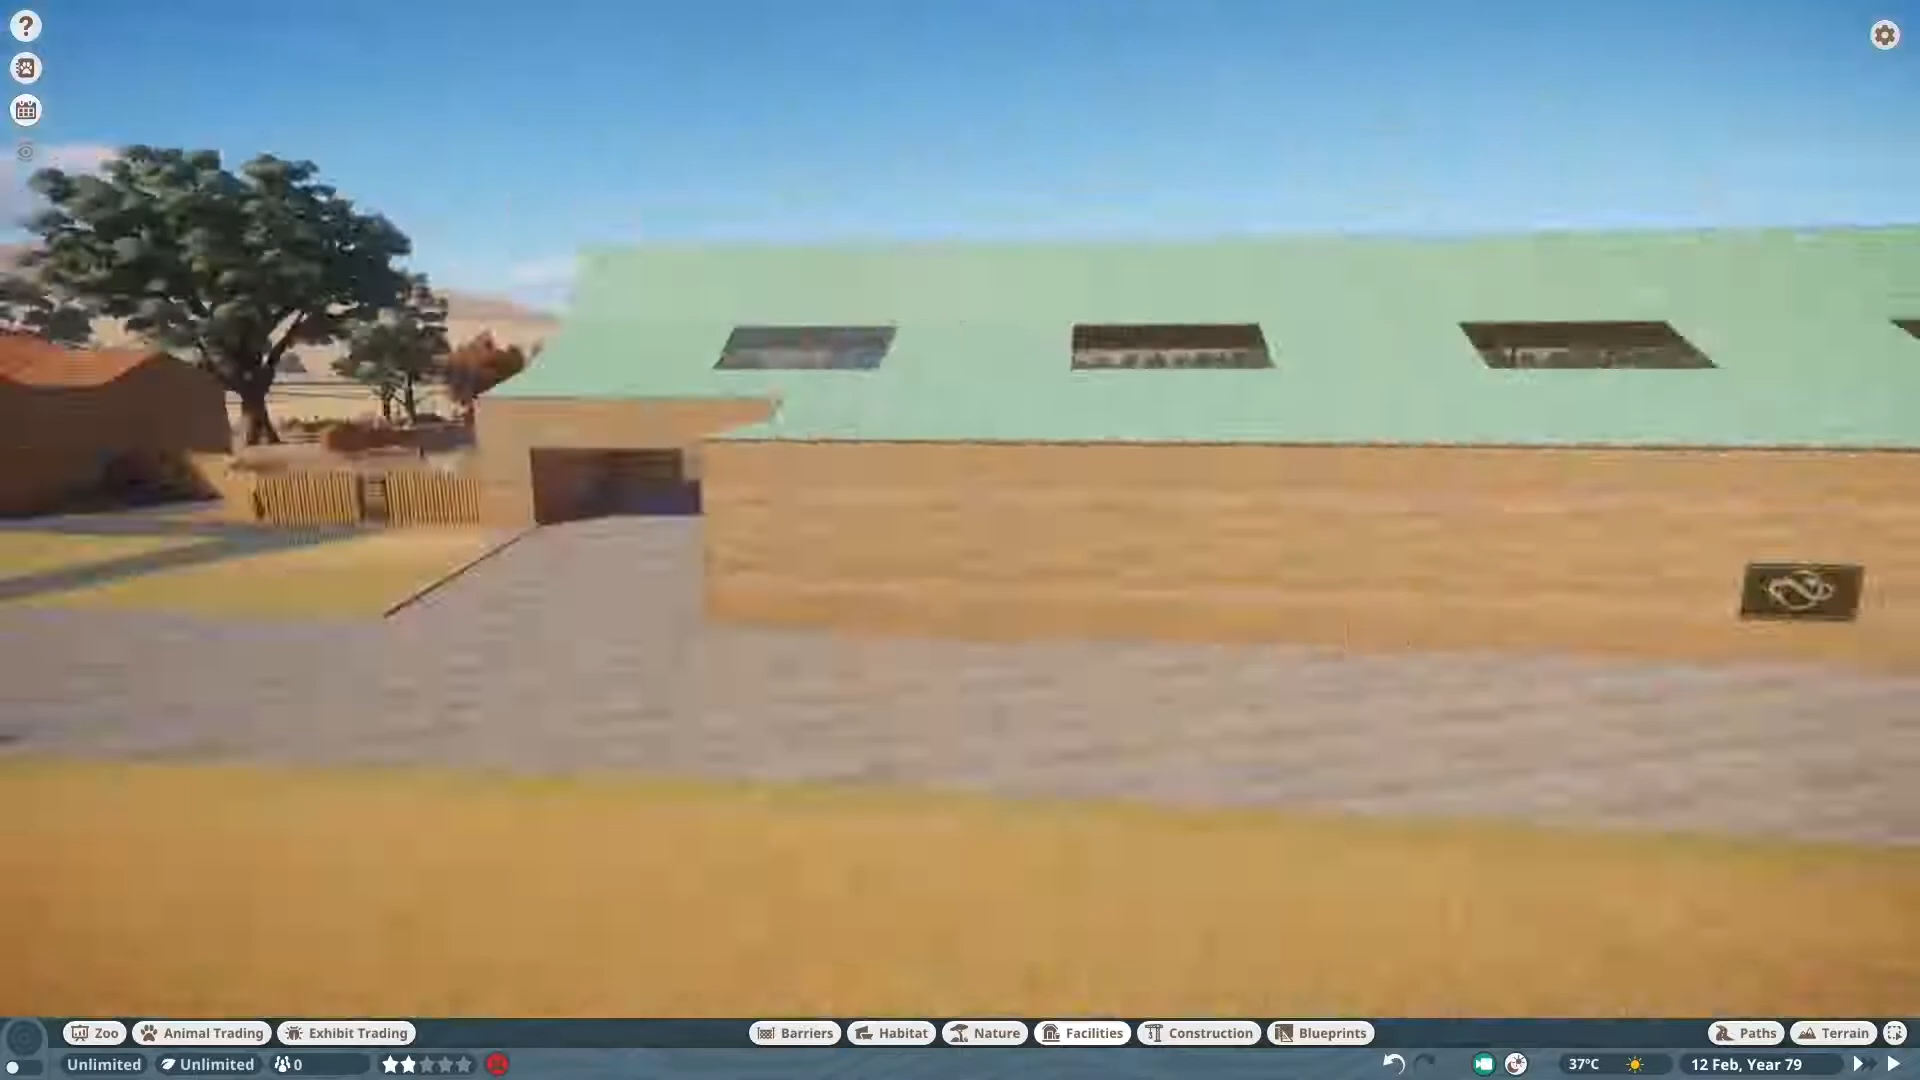 ?
Zoo
Animal Trading
Exhibit Trading
Barriers
Habitat
Nature
Facilities
Construction
Blueprints
Paths
Terrain
Unlimited
Unlimited
0
37°C
12 Feb, Year 79